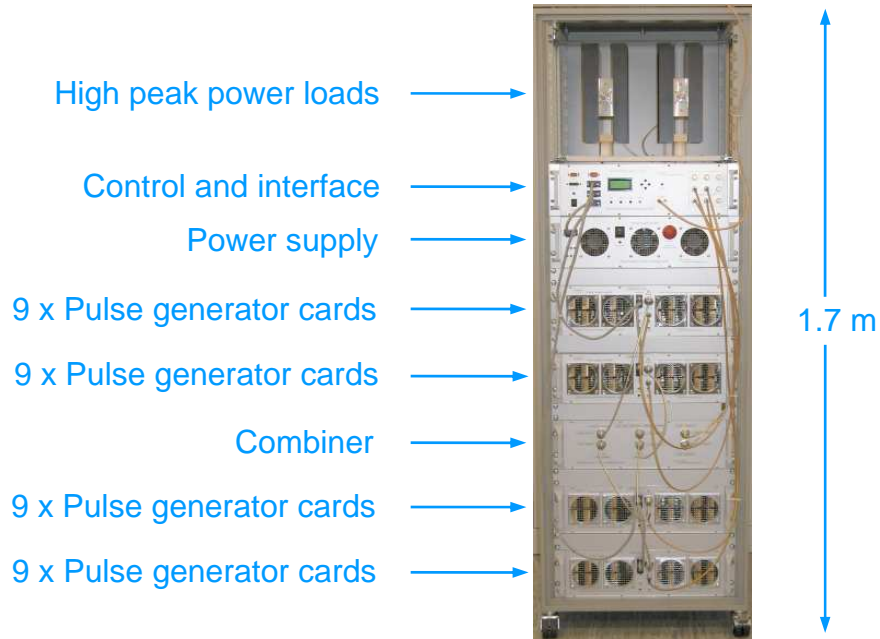 High peak power loads
Control and interface
Power supply
9 x Pulse generator cards
1.7 m
9 x Pulse generator cards
Combiner
9 x Pulse generator cards
9 x Pulse generator cards